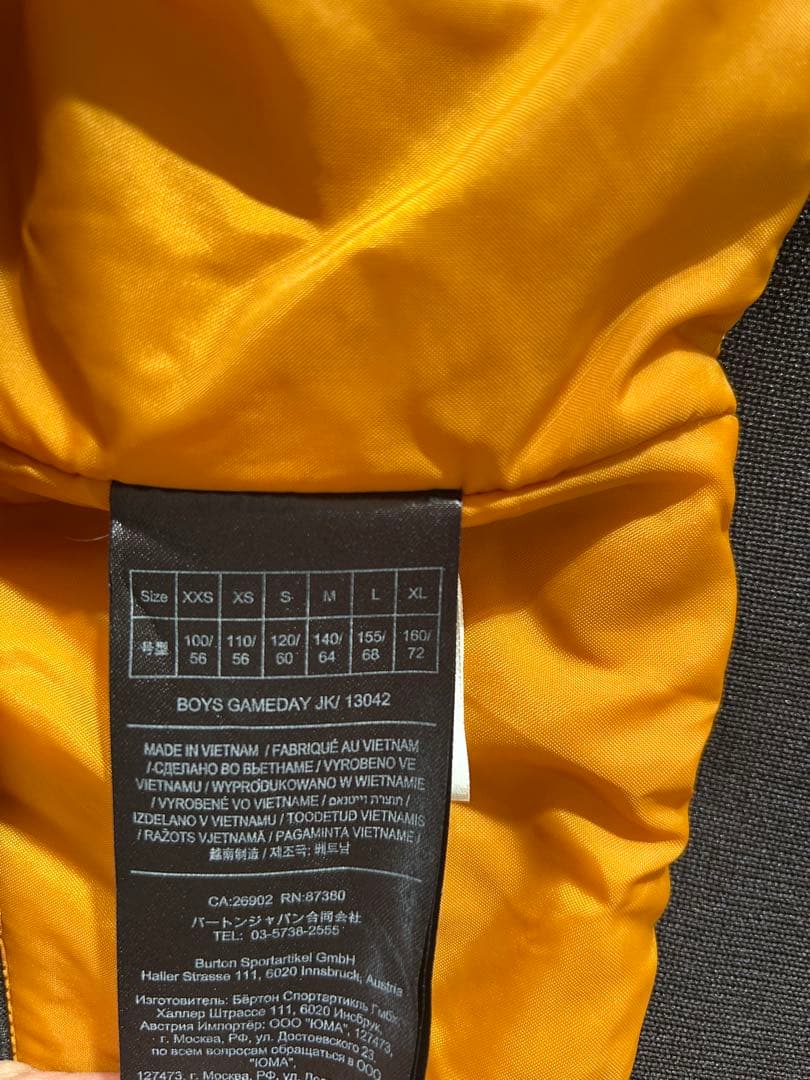 Size XXS XS S M L XL
号型 100/56 110/56 120/60 140/64 155/68 160/72
BOYS GAMEDAY JK/ 13042
MADE IN VIETNAM / FABRIQUÉ AU VIETNAM
/ СДЕЛАНО ВО ВЬЕТНАМЕ / VYROBENO VE
VIETNAMU / WYPRODUKOWANO W WIETNAMIE
/ VYROBENÉ VO VIETNAME / תוצרת וייטנאם /
IZDELANO V VIETNAMU / TOODETUD VIETNAMIS
/ RAŽOTS VJETNAMĀ / PAGAMINTA VIETNAME /
越南制造 / 제조국: 베트남
CA:26902 RN:87380
バートンジャパン合同会社
TEL: 03-5738-2555
Burton Sportartikel GmbH
Haller Strasse 111, 6020 Innsbruck, Austria
Изготовитель: Бёртон Спортартикль Гмбх,
Халлер Штрассе 111, 6020 Инсбрук,
Австрия Импортёр: ООО "ЮМА", 127473,
г. Москва, РФ, ул. Достоевского 23,
по всем вопросам обращаться в ООО
"ЮМА",
127473, г. Москва, РФ, ул.